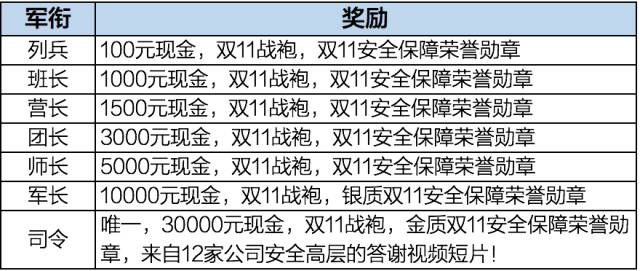 军衔 奖励
列兵 100元现金，双11战袍，双11安全保障荣誉勋章
班长 1000元现金，双11战袍，双11安全保障荣誉勋章
营长 1500元现金，双11战袍，双11安全保障荣誉勋章
团长 3000元现金，双11战袍，双11安全保障荣誉勋章
师长 5000元现金，双11战袍，双11安全保障荣誉勋章
军长 10000元现金，双11战袍，银质双11安全保障荣誉勋章
司令 唯一，30000元现金，双11战袍，金质双11安全保障荣誉勋
章，来自12家公司安全高层的答谢视频短片！